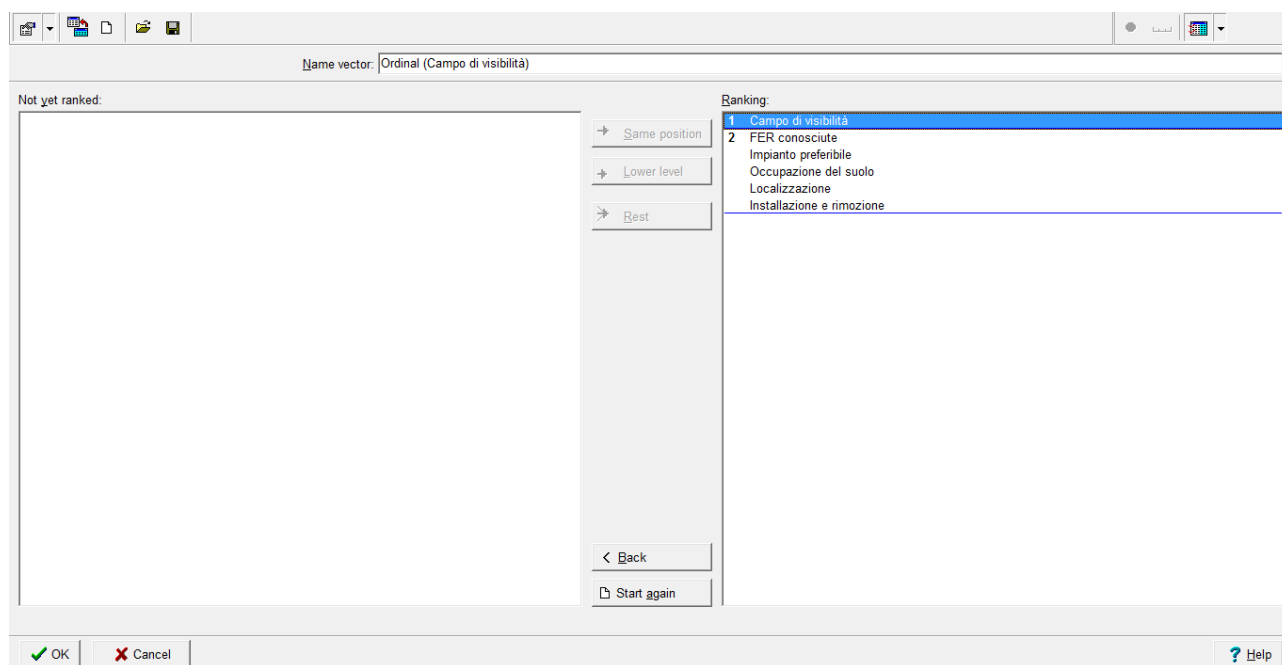 Name vector: Ordinal (Campo di visibilità)
Not yet ranked:
Ranking:
Same position
Lower level
Rest
1 Campo di visibilità
2 FER conosciute
Impianto preferibile
Occupazione del suolo
Localizzazione
Installazione e rimozione
< Back
Start again
OK
Cancel
? Help